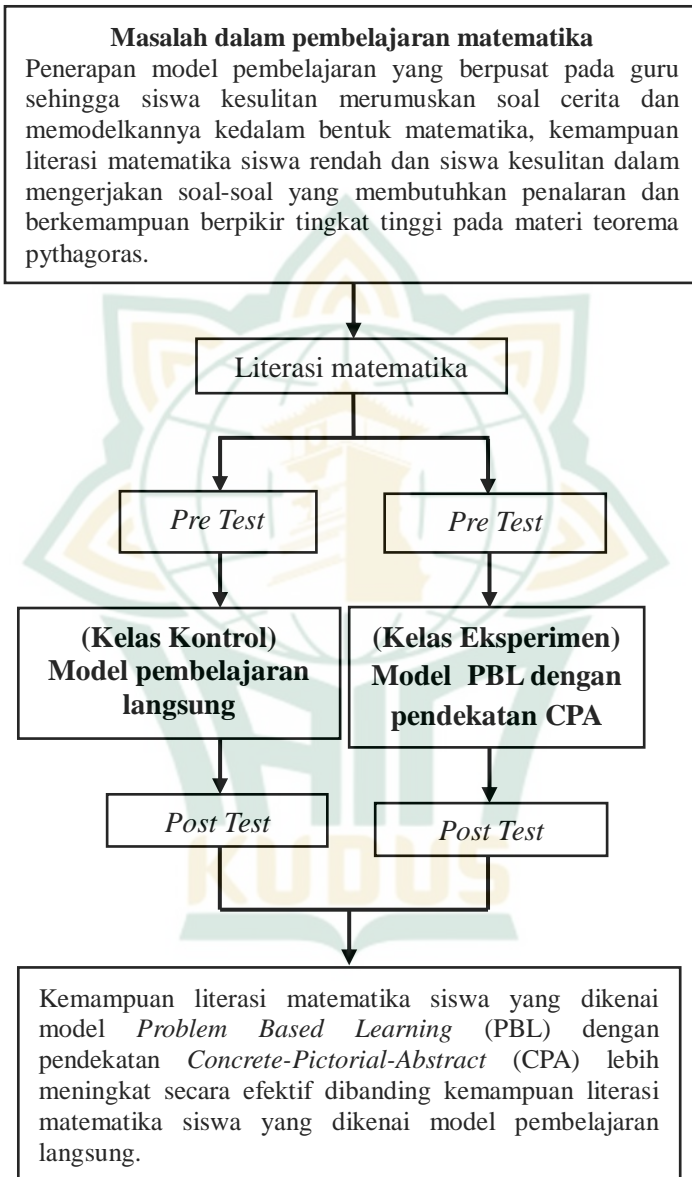 Masalah dalam pembelajaran matematika
Penerapan model pembelajaran yang berpusat pada guru
sehingga siswa kesulitan merumuskan soal cerita dan
memodelkannya kedalam bentuk matematika, kemampuan
literasi matematika siswa rendah dan siswa kesulitan dalam
mengerjakan soal-soal yang membutuhkan penalaran dan
berkemampuan berpikir tingkat tinggi pada materi teorema
pythagoras.
Literasi matematika
Pre Test
Pre Test
(Kelas Kontrol)
Model pembelajaran
langsung
(Kelas Eksperimen)
Model PBL dengan
pendekatan CPA
Post Test
Post Test
KUDUS
Kemampuan literasi matematika siswa yang dikenai
model Problem Based Learning (PBL) dengan
pendekatan Concrete-Pictorial-Abstract (CPA) lebih
meningkat secara efektif dibanding kemampuan literasi
matematika siswa yang dikenai model pembelajaran
langsung.